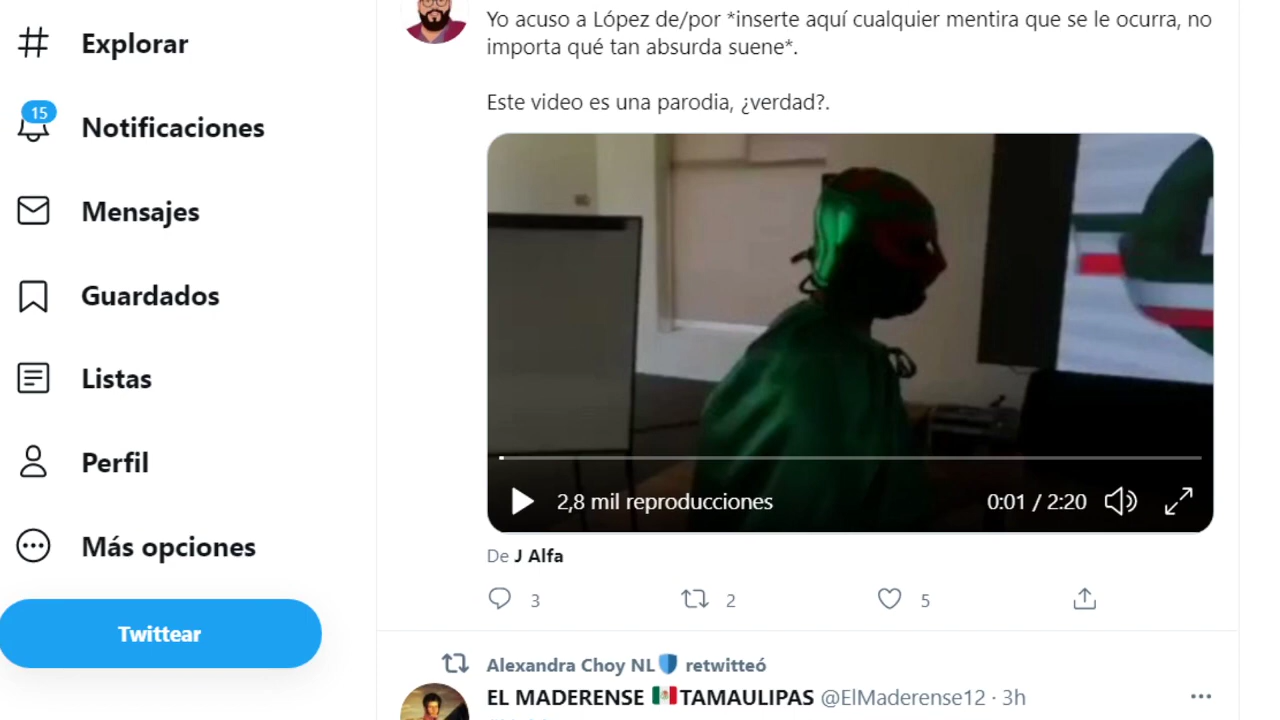 Yo acuso a López de/por *inserte aquí cualquier mentira que se le ocurra, no
importa qué tan absurda suene*.
Este video es una parodia, ¿verdad?.
Explorar
15
Notificaciones
Mensajes
Guardados
Listas
Perfil
Más opciones
Twittear
2,8 mil reproducciones
0:01 / 2:20
De J Alfa
3
2
5
Alexandra Choy NL retwitteó
EL MADERENSE TAMAULIPAS @ElMaderense12 · 3h